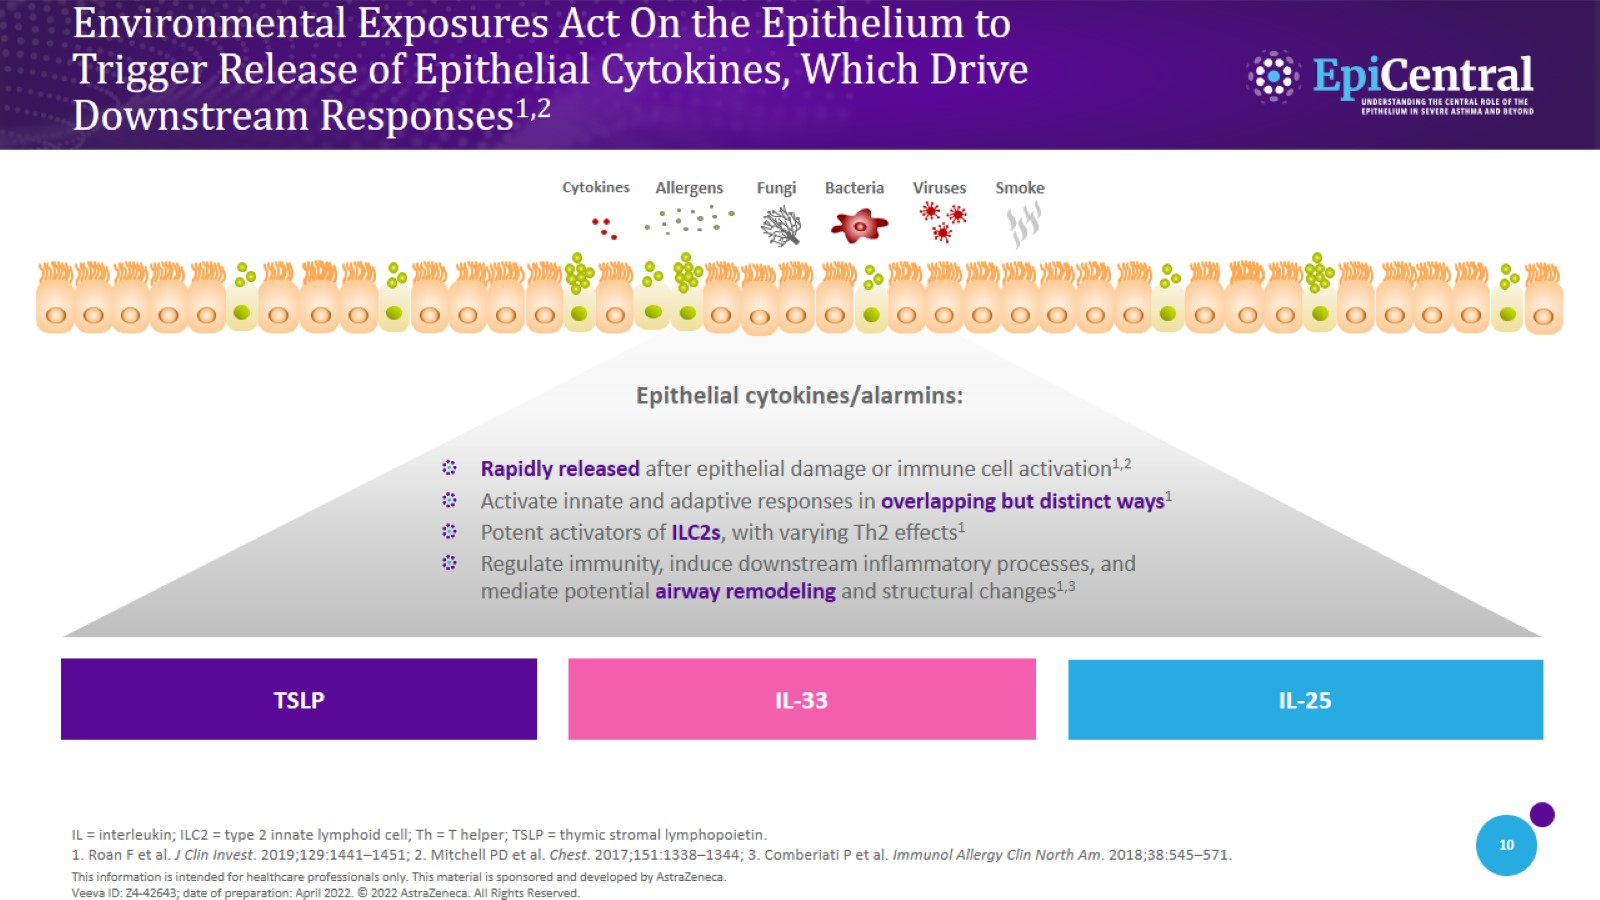 Environmental Exposures Act On the Epithelium to
Trigger Release of Epithelial Cytokines, Which Drive
Downstream Responses1,2
EpiCentral
UNDERSTANDING THE CENTRAL ROLE OF THE
EPITHELIUM IN SEVERE ASTHMA AND BEYOND
Cytokines Allergens Fungi Bacteria Viruses Smoke
Epithelial cytokines/alarmins:
Rapidly released after epithelial damage or immune cell activation1,2
Activate innate and adaptive responses in overlapping but distinct ways1
Potent activators of ILC2s, with varying Th2 effects1
Regulate immunity, induce downstream inflammatory processes, and
mediate potential airway remodeling and structural changes1,3
TSLP IL-33 IL-25
IL = interleukin; ILC2 = type 2 innate lymphoid cell; Th = T helper; TSLP = thymic stromal lymphopoietin.
1. Roan F et al. J Clin Invest. 2019;129:1441–1451; 2. Mitchell PD et al. Chest. 2017;151:1338–1344; 3. Comberiati P et al. Immunol Allergy Clin North Am. 2018;38:545–571.
This information is intended for healthcare professionals only. This material is sponsored and developed by AstraZeneca.
Veeva ID: Z4-42643; date of preparation: April 2022. © 2022 AstraZeneca. All Rights Reserved.
10